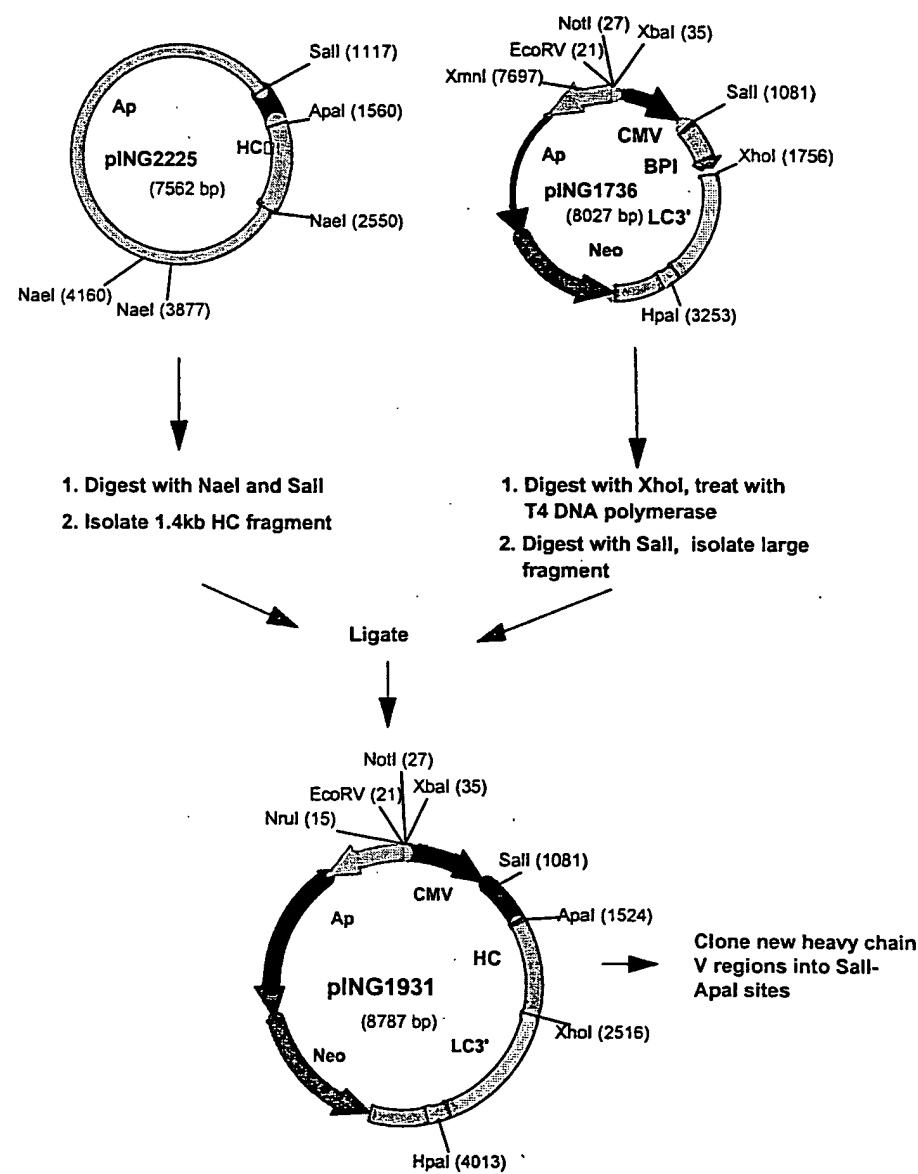 SalI (1117)
Ap
ApaI (1560)
HC
pING2225
(7562 bp)
NaeI (2550)
NaeI (4160)
NaeI (3877)
NotI (27)
XbaI (35)
EcoRV (21)
XmnI (7697)
SalI (1081)
CMV
Ap
BPI
XhoI (1756)
pING1736
(8027 bp)
LC3'
Neo
HpaI (3253)
1. Digest with NaeI and SalI
2. Isolate 1.4kb HC fragment
1. Digest with XhoI, treat with
T4 DNA polymerase
2. Digest with SalI, isolate large
fragment
Ligate
NotI (27)
EcoRV (21)
XbaI (35)
NruI (15)
SalI (1081)
CMV
Ap
ApaI (1524)
HC
pING1931
(8787 bp)
XhoI (2516)
LC3'
Neo
HpaI (4013)
Clone new heavy chain
V regions into SalI-
ApaI sites